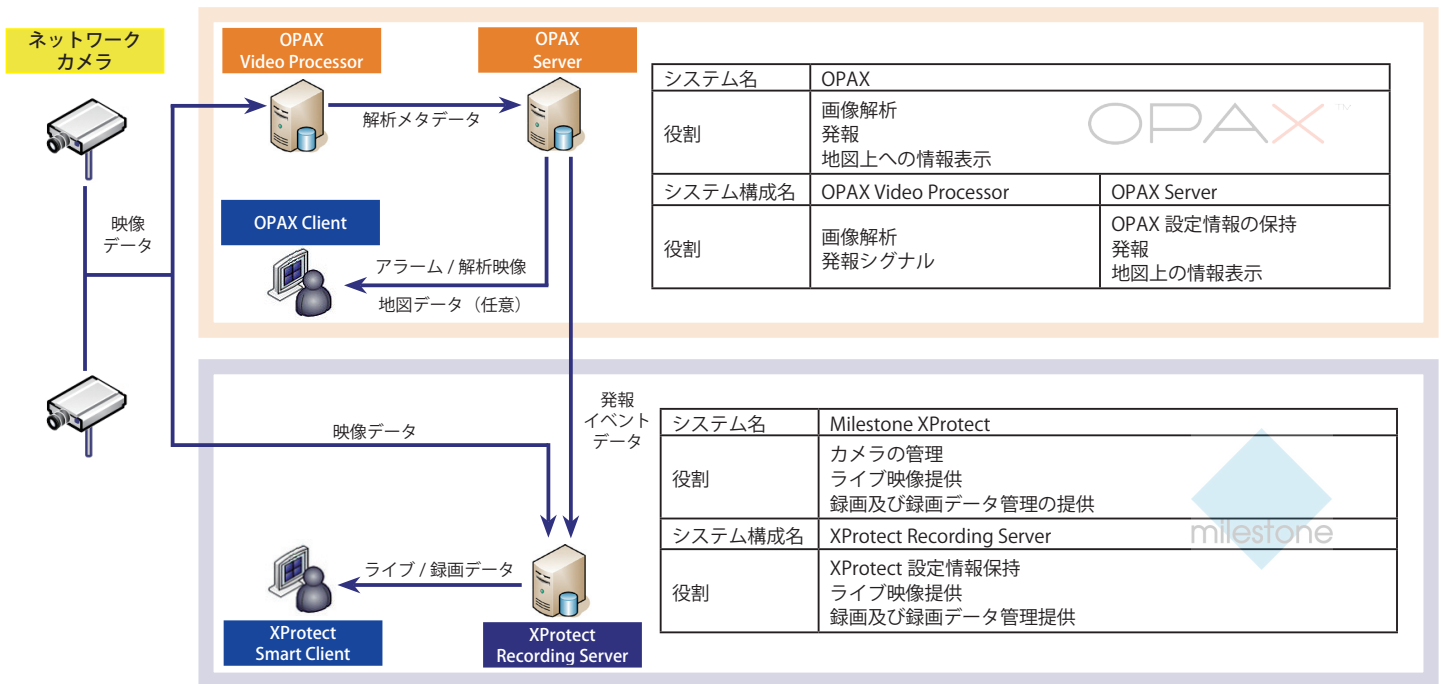 ネットワーク
カメラ
映像
データ
OPAX
Video Processor
解析メタデータ
OPAX
Server
OPAX Client
アラーム / 解析映像
地図データ（任意）
システム名 OPAX
役割
画像解析
発報
地図上への情報表示
OPAX™
システム構成名 OPAX Video Processor OPAX Server
役割
画像解析
発報シグナル
OPAX 設定情報の保持
発報
地図上の情報表示
発報
イベント
データ
映像データ
ライブ / 録画データ
XProtect
Smart Client
XProtect
Recording Server
システム名 Milestone XProtect
役割
カメラの管理
ライブ映像提供
録画及び録画データ管理の提供
milestone
システム構成名 XProtect Recording Server
役割
XProtect 設定情報保持
ライブ映像提供
録画及び録画データ管理提供